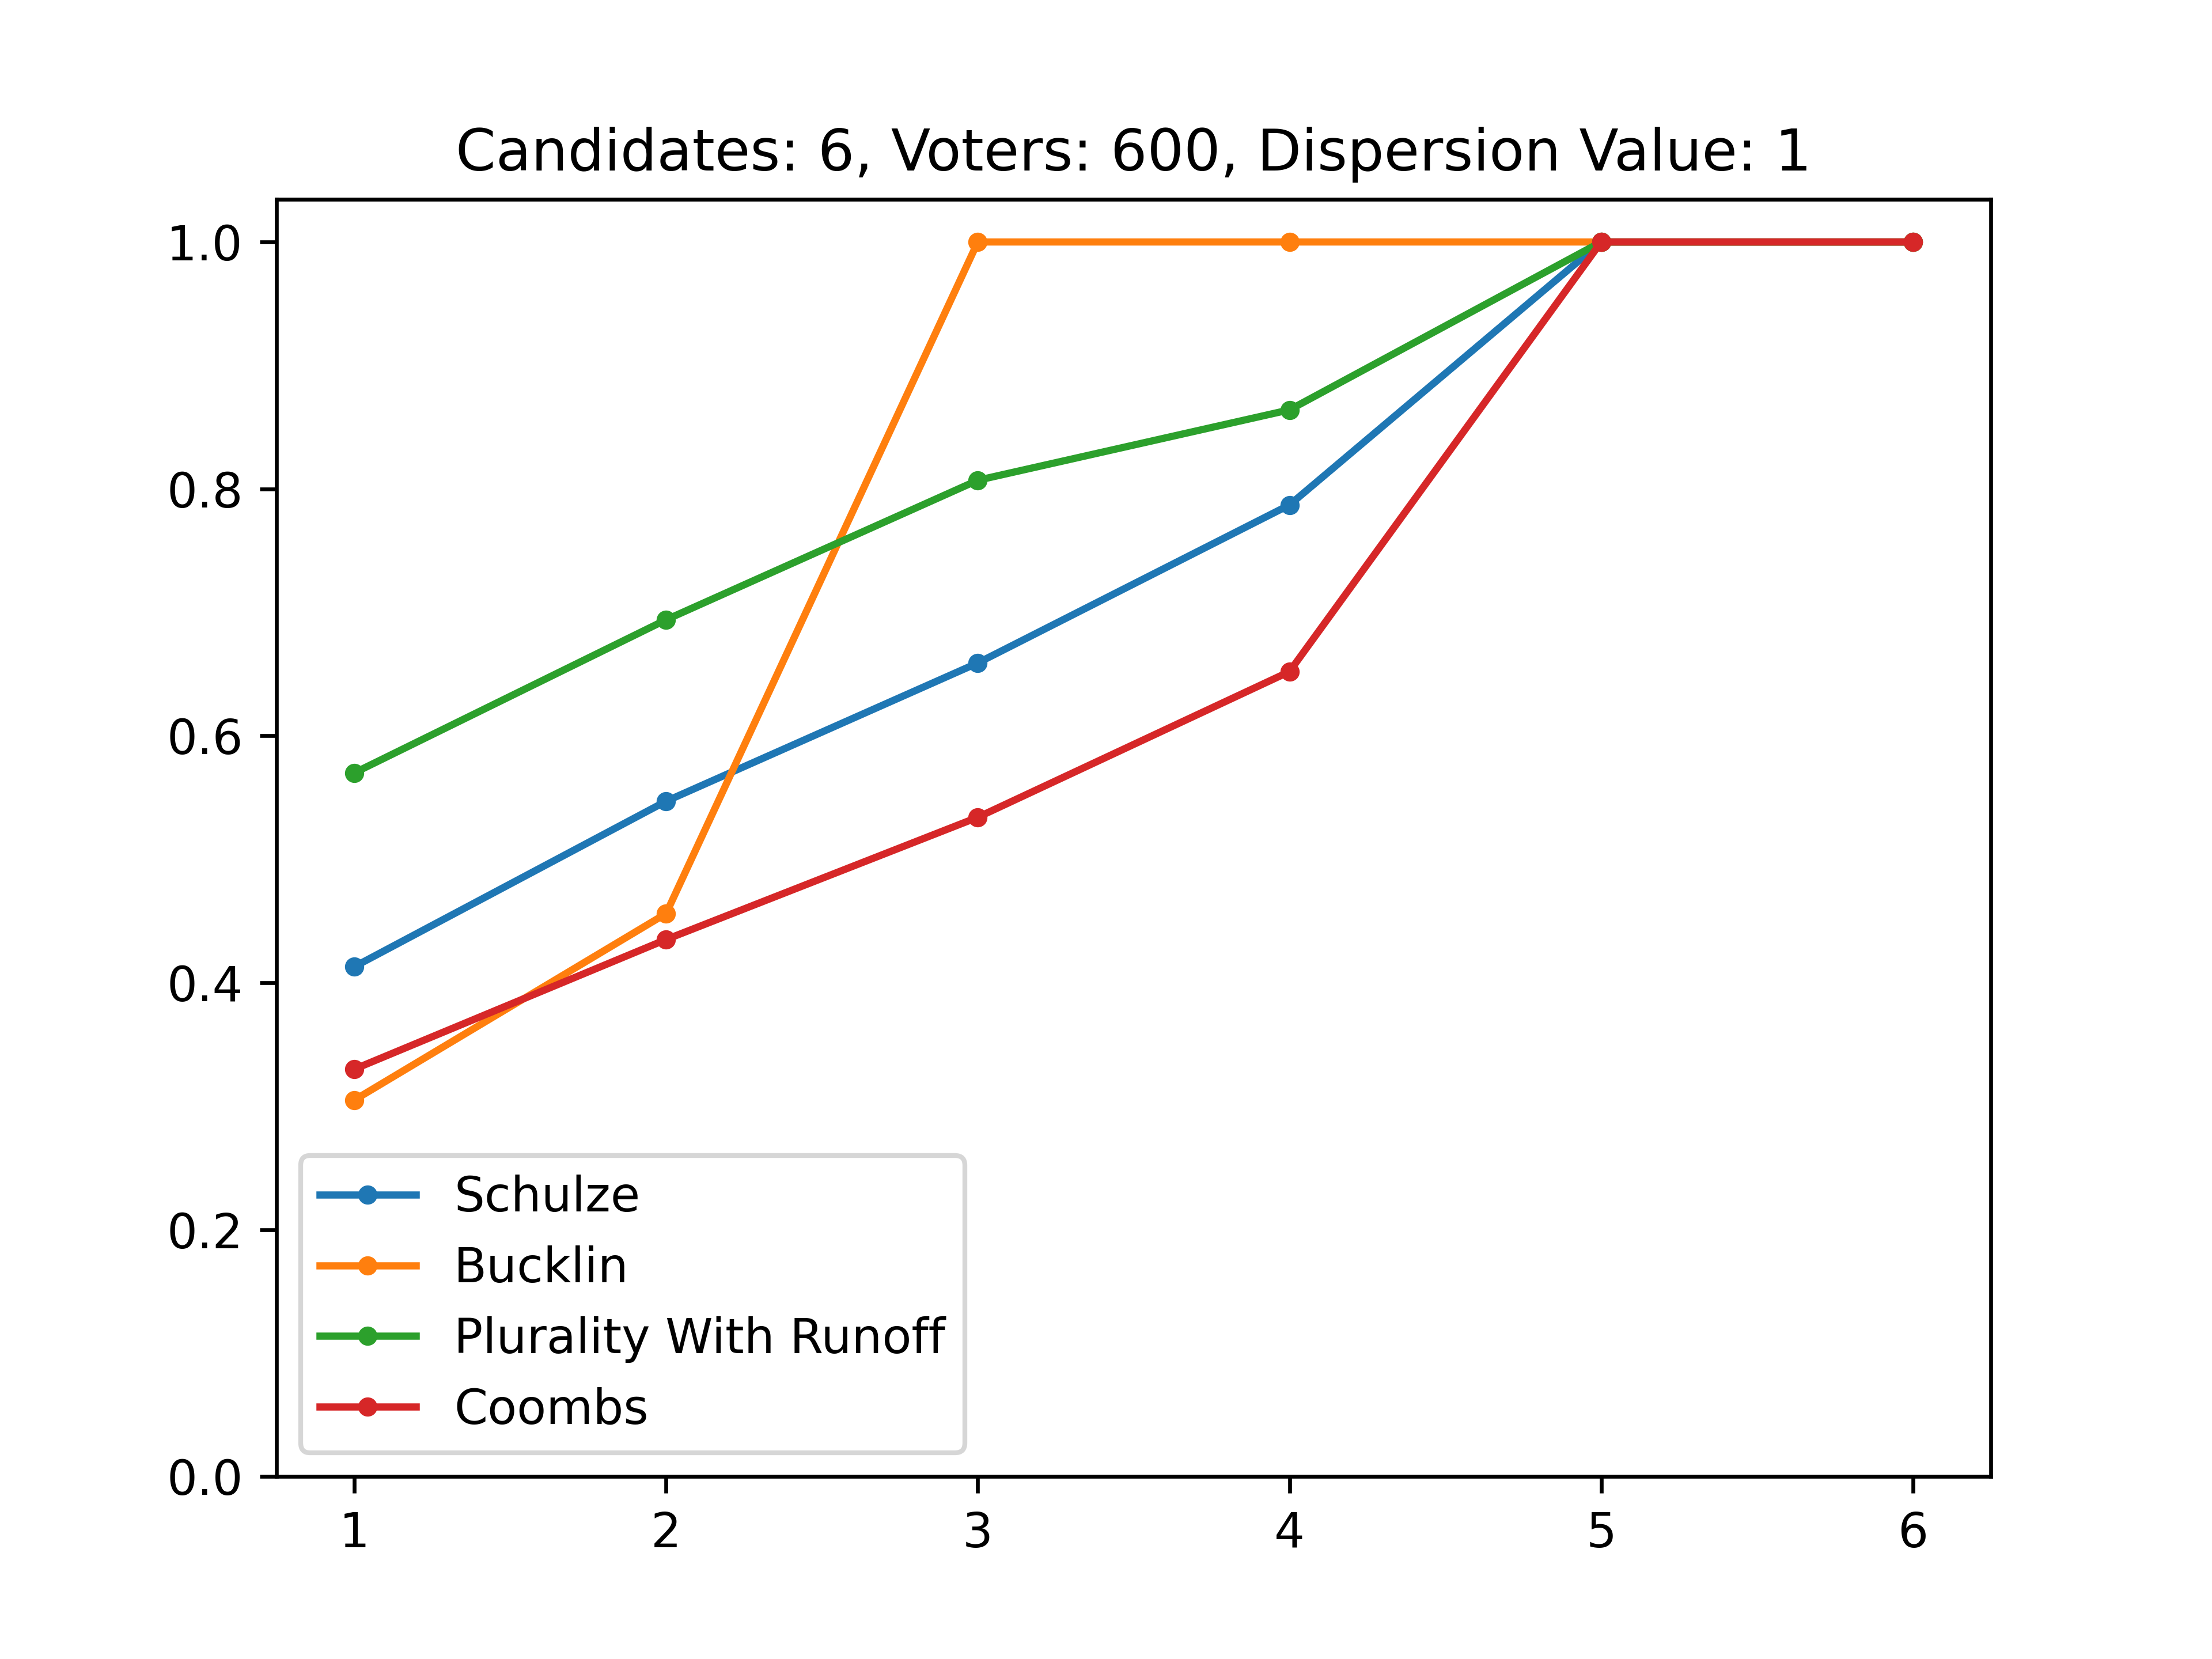 Candidates: 6, Voters: 600, Dispersion Value: 1
1.0
0.8
0.6
0.4
0.2
0.0
Schulze
Bucklin
Plurality With Runoff
Coombs
1 2 3 4 5 6